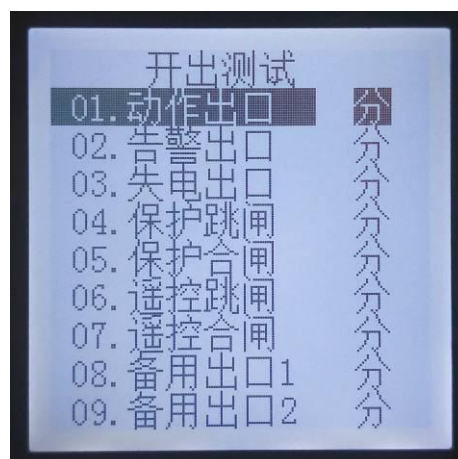 开出测试
01.动作出口 分
02.告警出口 分
03.失电出口 分
04.保护跳闸 分
05.保护合闸 分
06.遥控跳闸 分
07.遥控合闸 分
08.备用出口1 分
09.备用出口2 分